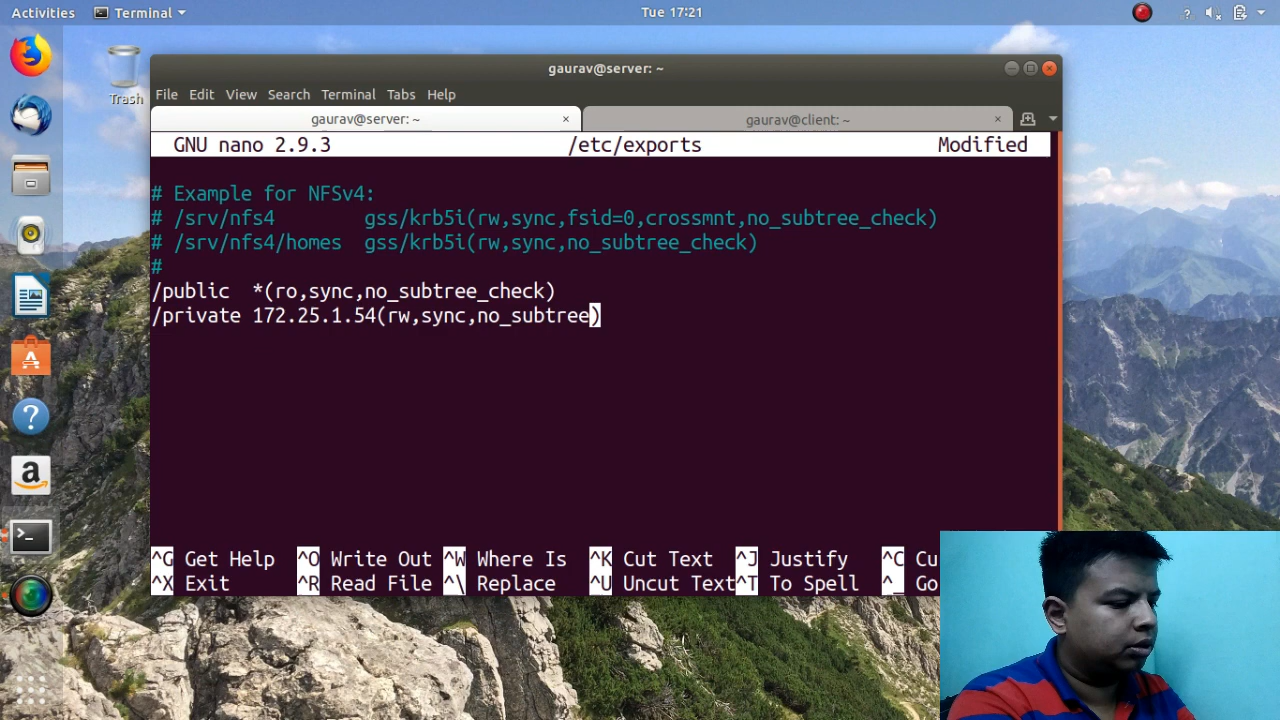 Activities Terminal Tue 17:21
Trash
gaurav@server: ~
File Edit View Search Terminal Tabs Help
gaurav@server: ~ × gaurav@client: ~ ×
GNU nano 2.9.3 /etc/exports Modified
# Example for NFSv4:
# /srv/nfs4 gss/krb5i(rw,sync,fsid=0,crossmnt,no_subtree_check)
# /srv/nfs4/homes gss/krb5i(rw,sync,no_subtree_check)
#
/public *(ro,sync,no_subtree_check)
/private 172.25.1.54(rw,sync,no_subtree)
^G Get Help ^O Write Out ^W Where Is ^K Cut Text ^J Justify ^C Cu
^X Exit ^R Read File ^\ Replace ^U Uncut Text ^T To Spell ^_ Go